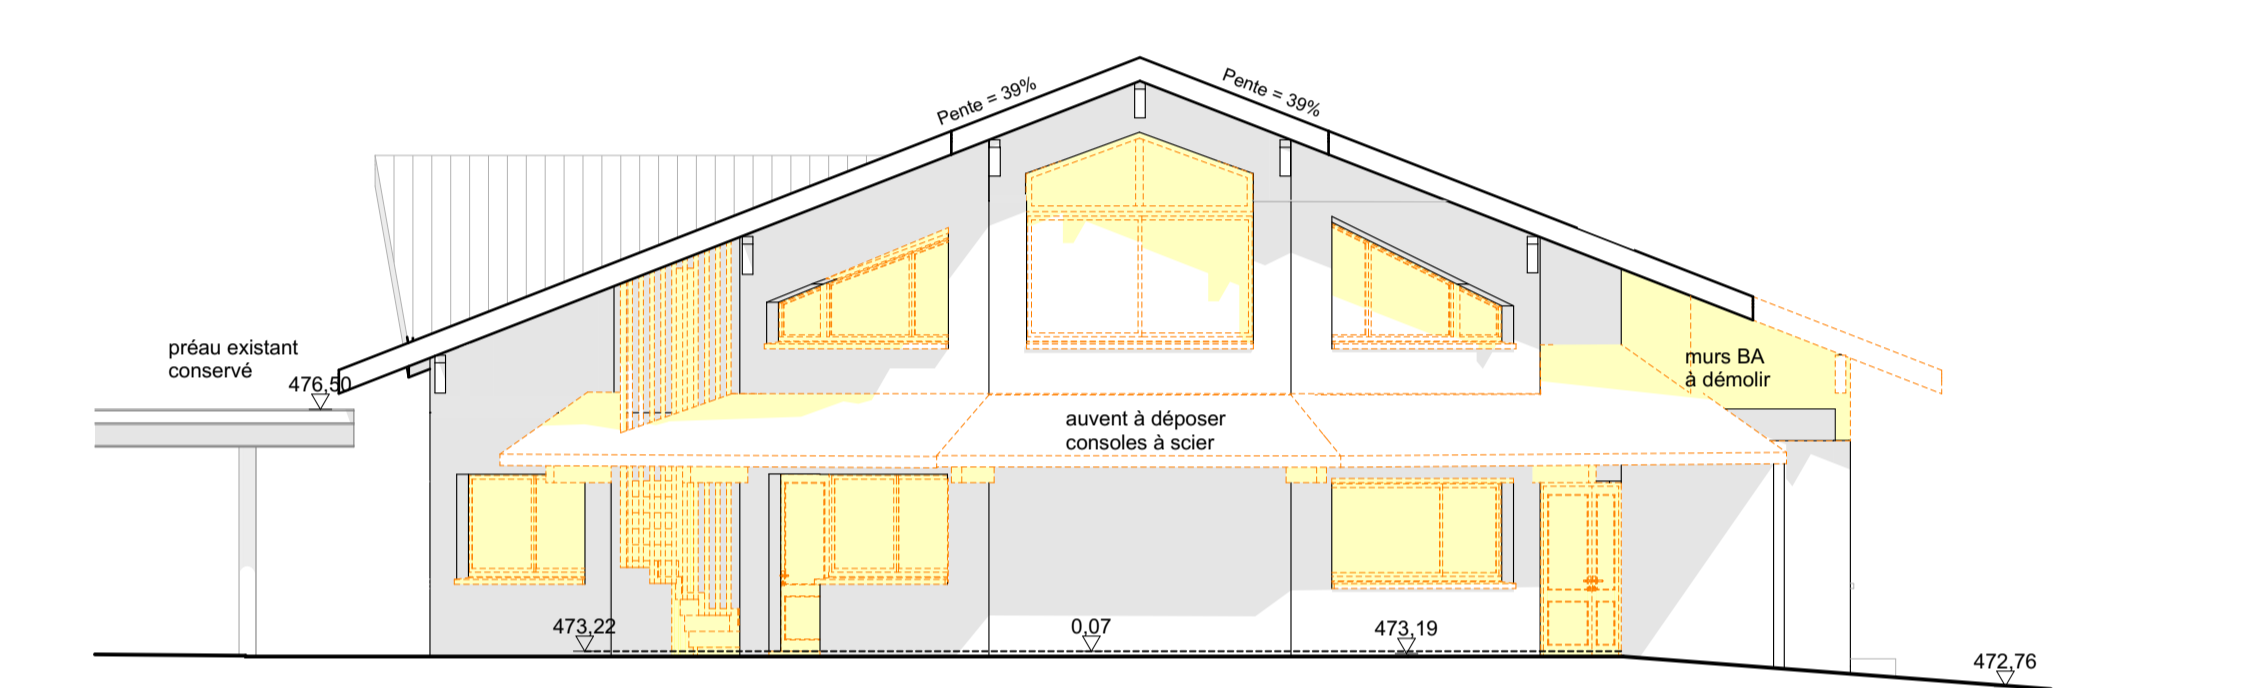 Pente = 39%
Pente = 39%
préau existant
conservé
476,50
murs BA
à démolir
auvent à déposer
consoles à scier
473,22
0,07
473,19
472,76